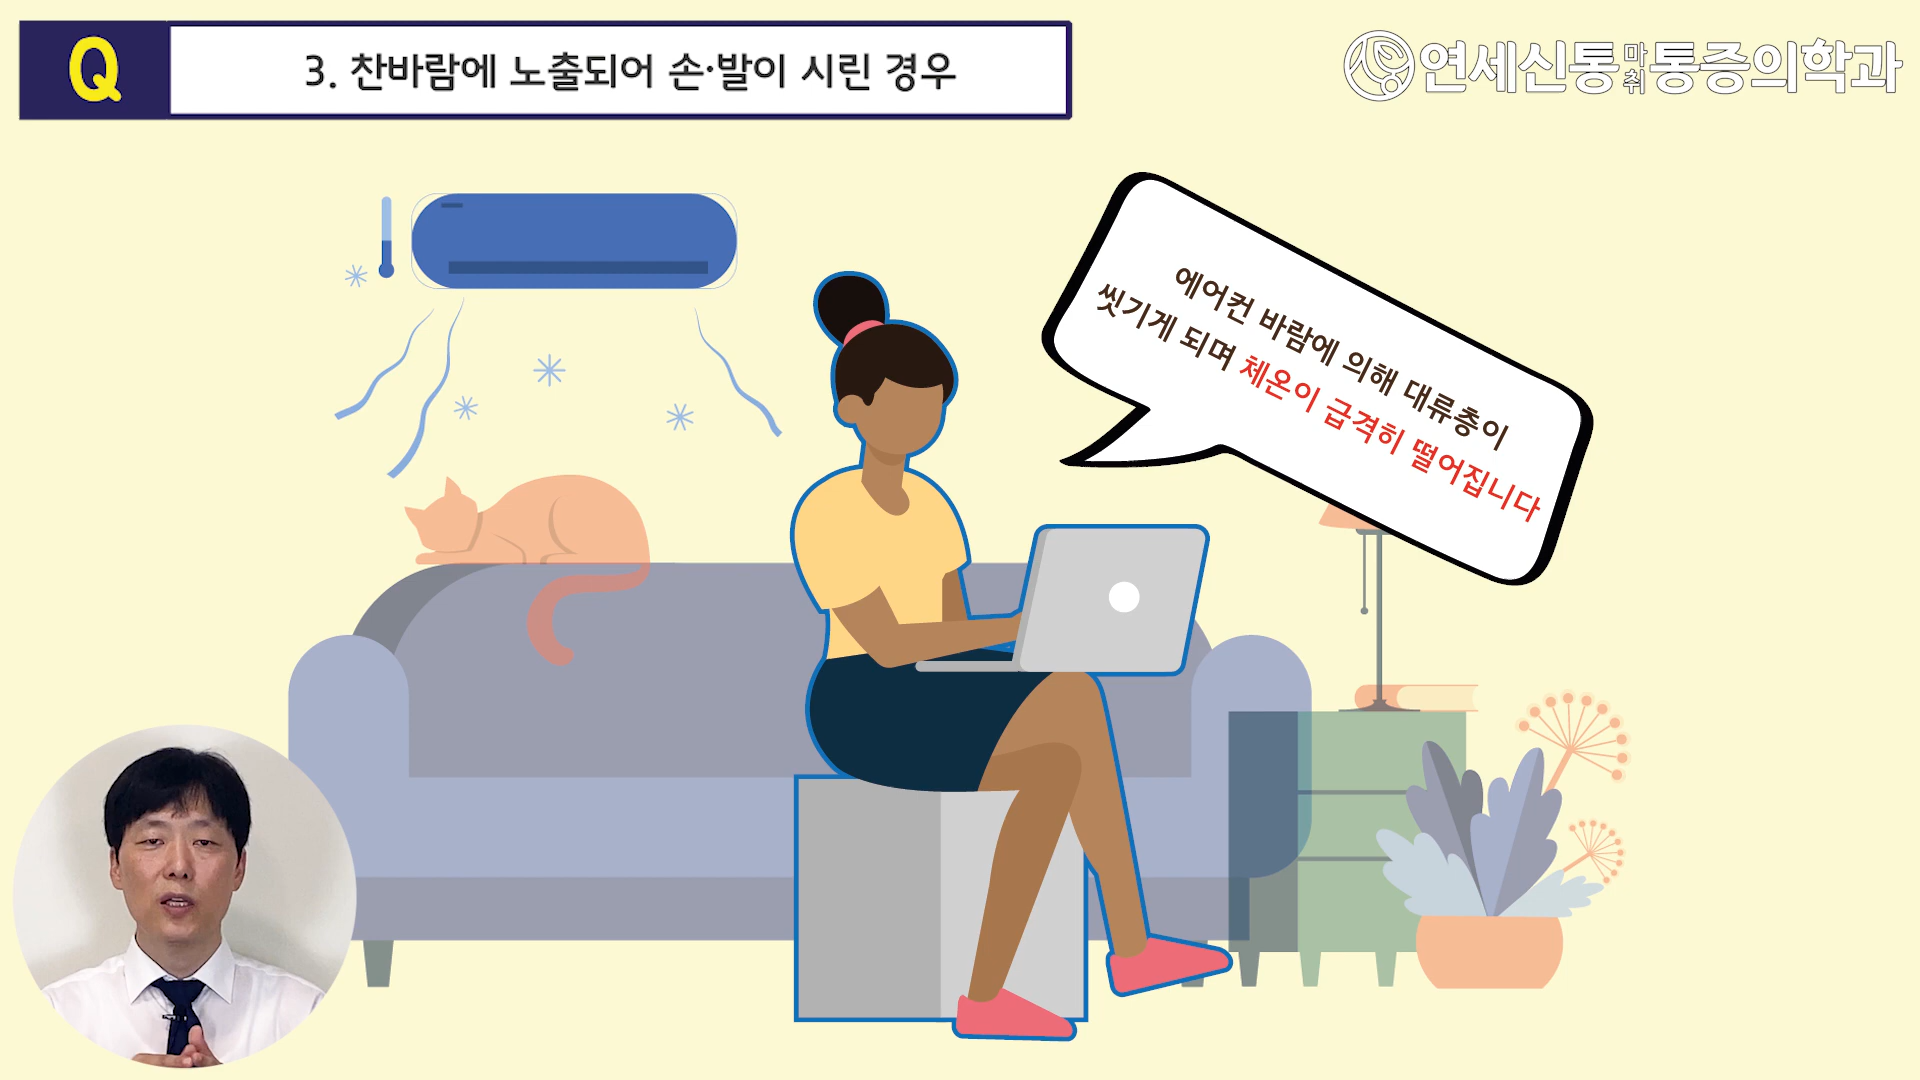 Q
3. 찬바람에 노출되어 손·발이 시린 경우
연세신통마취통증의학과
에어컨 바람에 의해 대류층이
씻기게 되며 체온이 급격히 떨어집니다